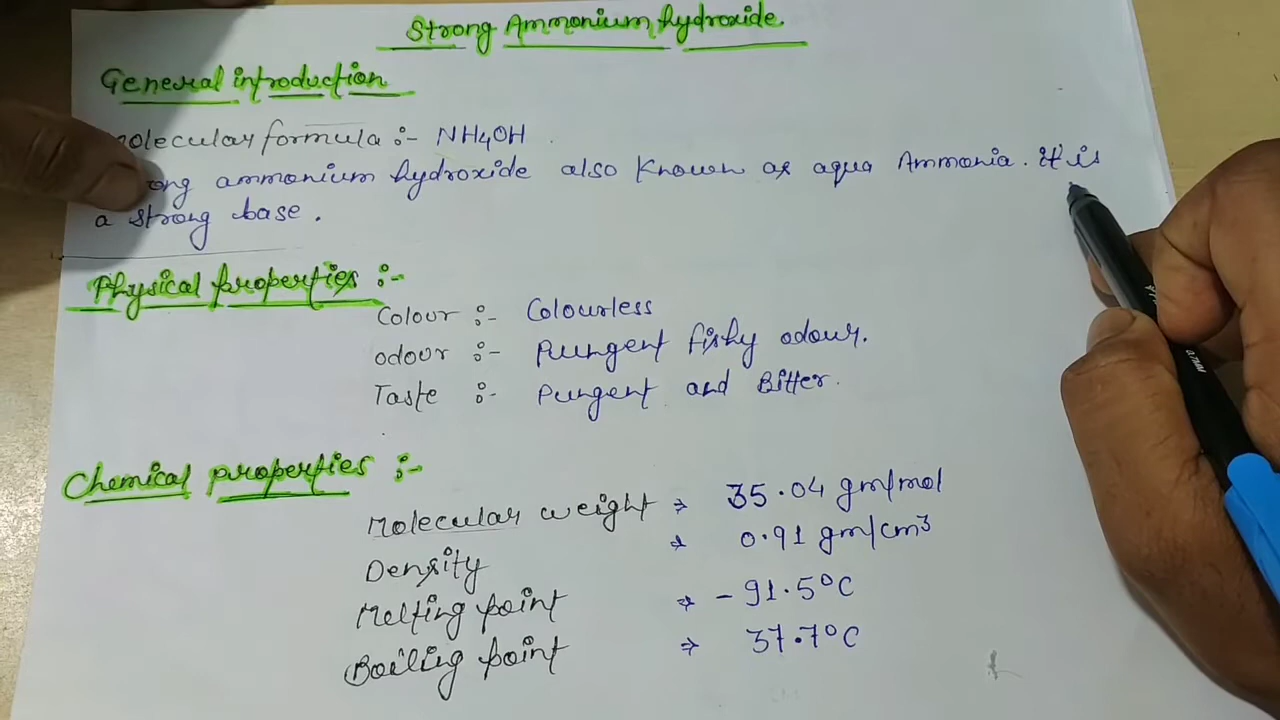 Strong Ammonium hydroxide.
General introduction
molecular formula :- NH4OH.
ong ammonium hydroxide also known as aqua Ammonia. It is
a strong base.
Physical properties :-
Colour :- Colourless
odour :- Pungent fishy odour.
Taste :- Pungent and Bitter.
Chemical properties :-
Molecular weight ⇒ 35.04 gm/mol
Density ⇒ 0.91 gm/cm³
Melting point ⇒ -91.5°C
Boiling point ⇒ 37.7°C